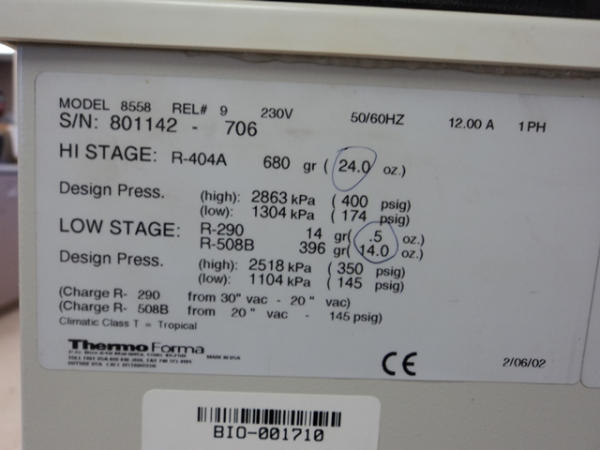 MODEL 8558 REL# 9 230V 50/60HZ 12.00 A 1PH
S/N: 801142 - 706
HI STAGE: R-404A 680 gr ( 24.0 oz.)
Design Press. (high): 2863 kPa ( 400 psig)
(low): 1304 kPa ( 174 psig)
LOW STAGE: R-290 14 gr( .5 oz.)
R-508B 396 gr( 14.0 oz.)
Design Press. (high): 2518 kPa ( 350 psig)
(low): 1104 kPa ( 145 psig)
(Charge R- 290 from 30" vac - 20 " vac)
(Charge R- 508B from 20 " vac - 145 psig)
Climatic Class T = Tropical
Thermo Forma
MADE IN USA
CE
2/06/02
BIO-001710